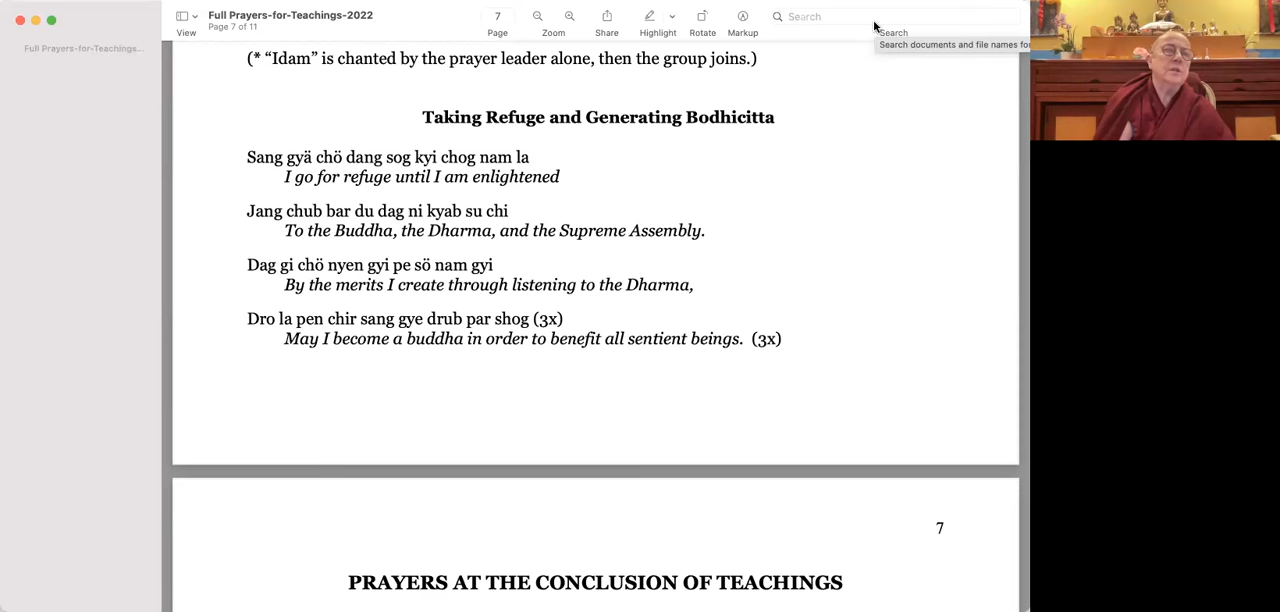 Full Prayers-for-Teachings-2022
Page 7 of 11
7
Search
View
Page
Zoom
Share
Highlight
Rotate
Markup
Search
Search documents and file names for
Full Prayers-for-Teachings...
(* “Idam” is chanted by the prayer leader alone, then the group joins.)
Taking Refuge and Generating Bodhicitta
Sang gyä chö dang sog kyi chog nam la
I go for refuge until I am enlightened
Jang chub bar du dag ni kyab su chi
To the Buddha, the Dharma, and the Supreme Assembly.
Dag gi chö nyen gyi pe sö nam gyi
By the merits I create through listening to the Dharma,
Dro la pen chir sang gye drub par shog (3x)
May I become a buddha in order to benefit all sentient beings. (3x)
7
PRAYERS AT THE CONCLUSION OF TEACHINGS